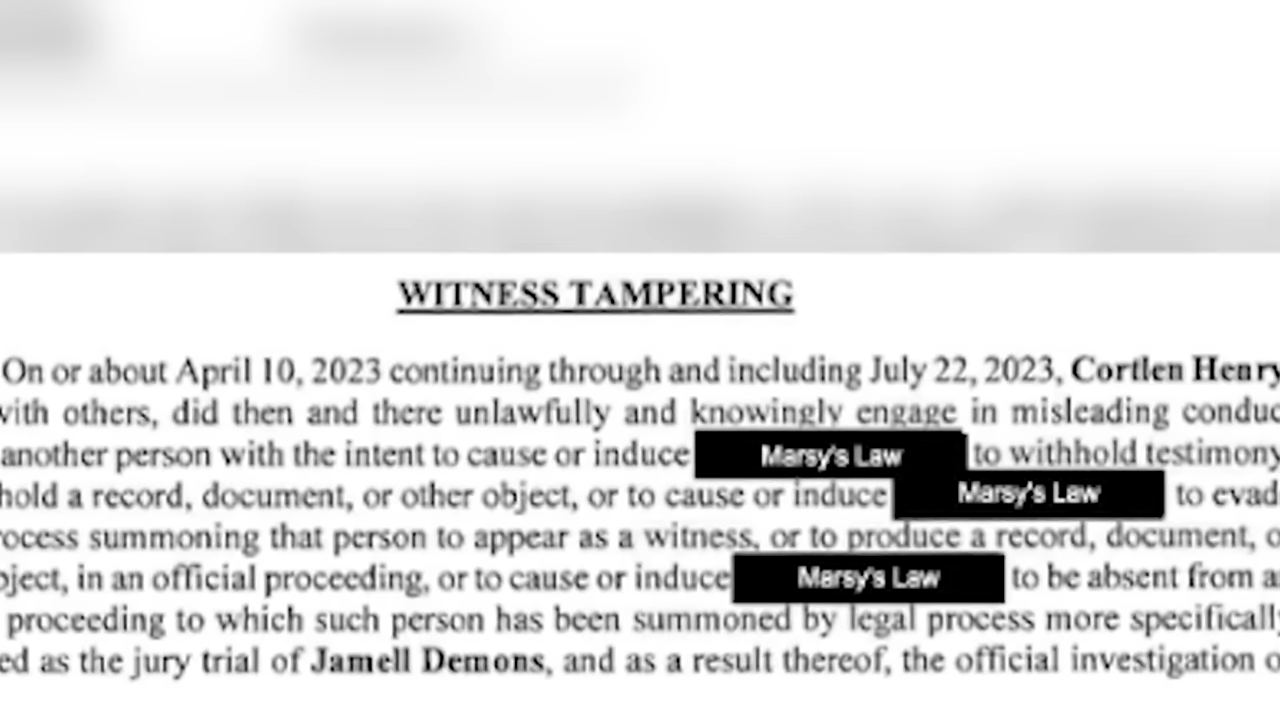 WITNESS TAMPERING
On or about April 10, 2023 continuing through and including July 22, 2023, Cortlen Henry
with others, did then and there unlawfully and knowingly engage in misleading conduc
another person with the intent to cause or induce Marsy's Law to withhold testimony
hold a record, document, or other object, or to cause or induce Marsy's Law to evad
rocess summoning that person to appear as a witness, or to produce a record, document, o
bject, in an official proceeding, or to cause or induce Marsy's Law to be absent from a
proceeding to which such person has been summoned by legal process more specifically
ed as the jury trial of Jamell Demons, and as a result thereof, the official investigation o